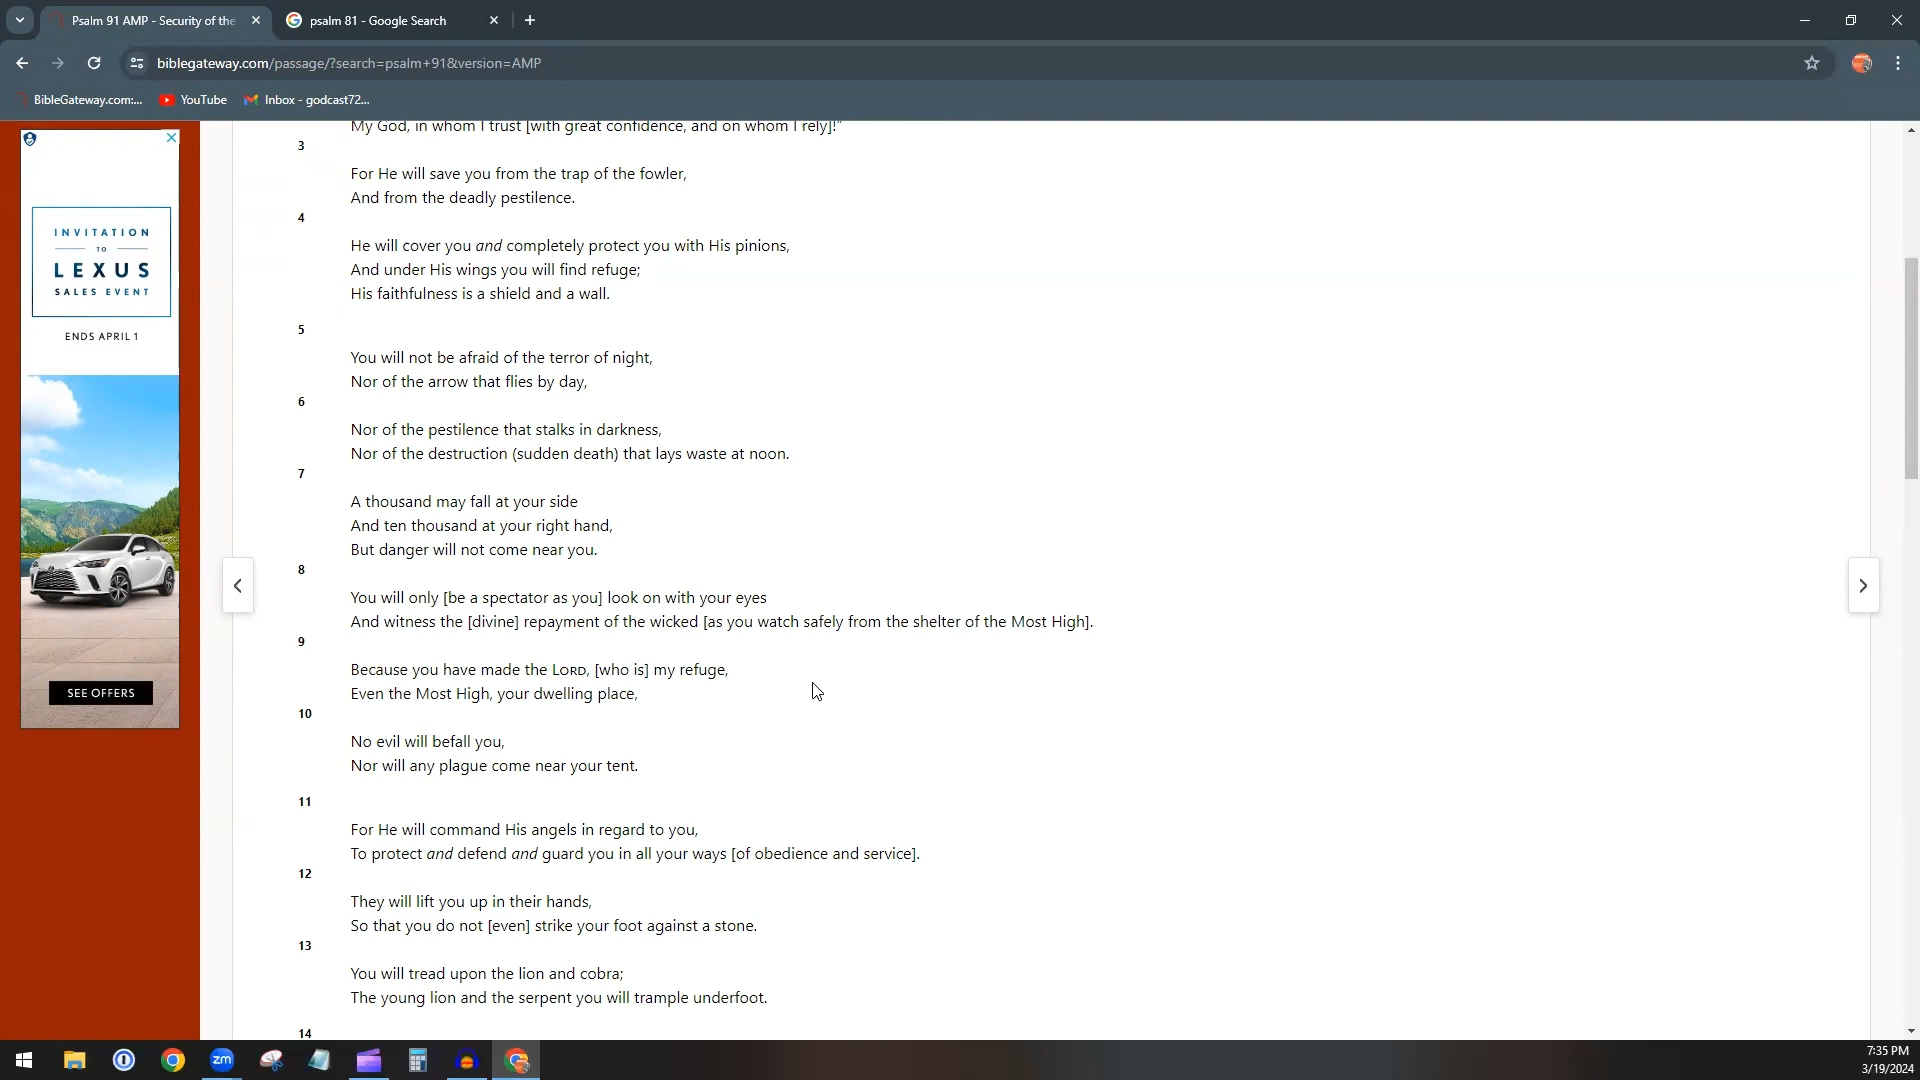 Psalm 91 AMP - Security of the
psalm 81 - Google Search
biblegateway.com/passage/?search=psalm+91&version=AMP
BibleGateway.com:...
YouTube
Inbox - godcast72...
INVITATION
TO
LEXUS
SALES EVENT
ENDS APRIL 1
SEE OFFERS
My God, in whom I trust [with great confidence, and on whom I rely]!”
3
For He will save you from the trap of the fowler,
And from the deadly pestilence.
4
He will cover you and completely protect you with His pinions,
And under His wings you will find refuge;
His faithfulness is a shield and a wall.
5
You will not be afraid of the terror of night,
Nor of the arrow that flies by day,
6
Nor of the pestilence that stalks in darkness,
Nor of the destruction (sudden death) that lays waste at noon.
7
A thousand may fall at your side
And ten thousand at your right hand,
But danger will not come near you.
8
You will only [be a spectator as you] look on with your eyes
And witness the [divine] repayment of the wicked [as you watch safely from the shelter of the Most High].
9
Because you have made the LORD, [who is] my refuge,
Even the Most High, your dwelling place,
10
No evil will befall you,
Nor will any plague come near your tent.
11
For He will command His angels in regard to you,
To protect and defend and guard you in all your ways [of obedience and service].
12
They will lift you up in their hands,
So that you do not [even] strike your foot against a stone.
13
You will tread upon the lion and cobra;
The young lion and the serpent you will trample underfoot.
14
zm
7:35 PM
3/19/2024